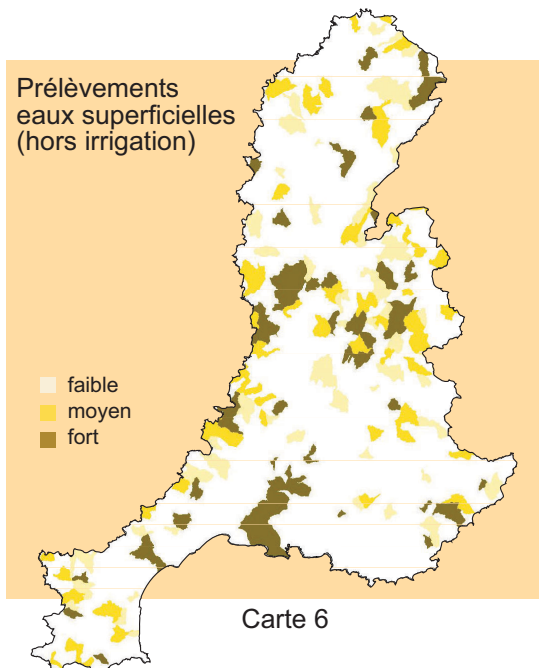 Prélèvements
eaux superficielles
(hors irrigation)
faible
moyen
fort
Carte 6